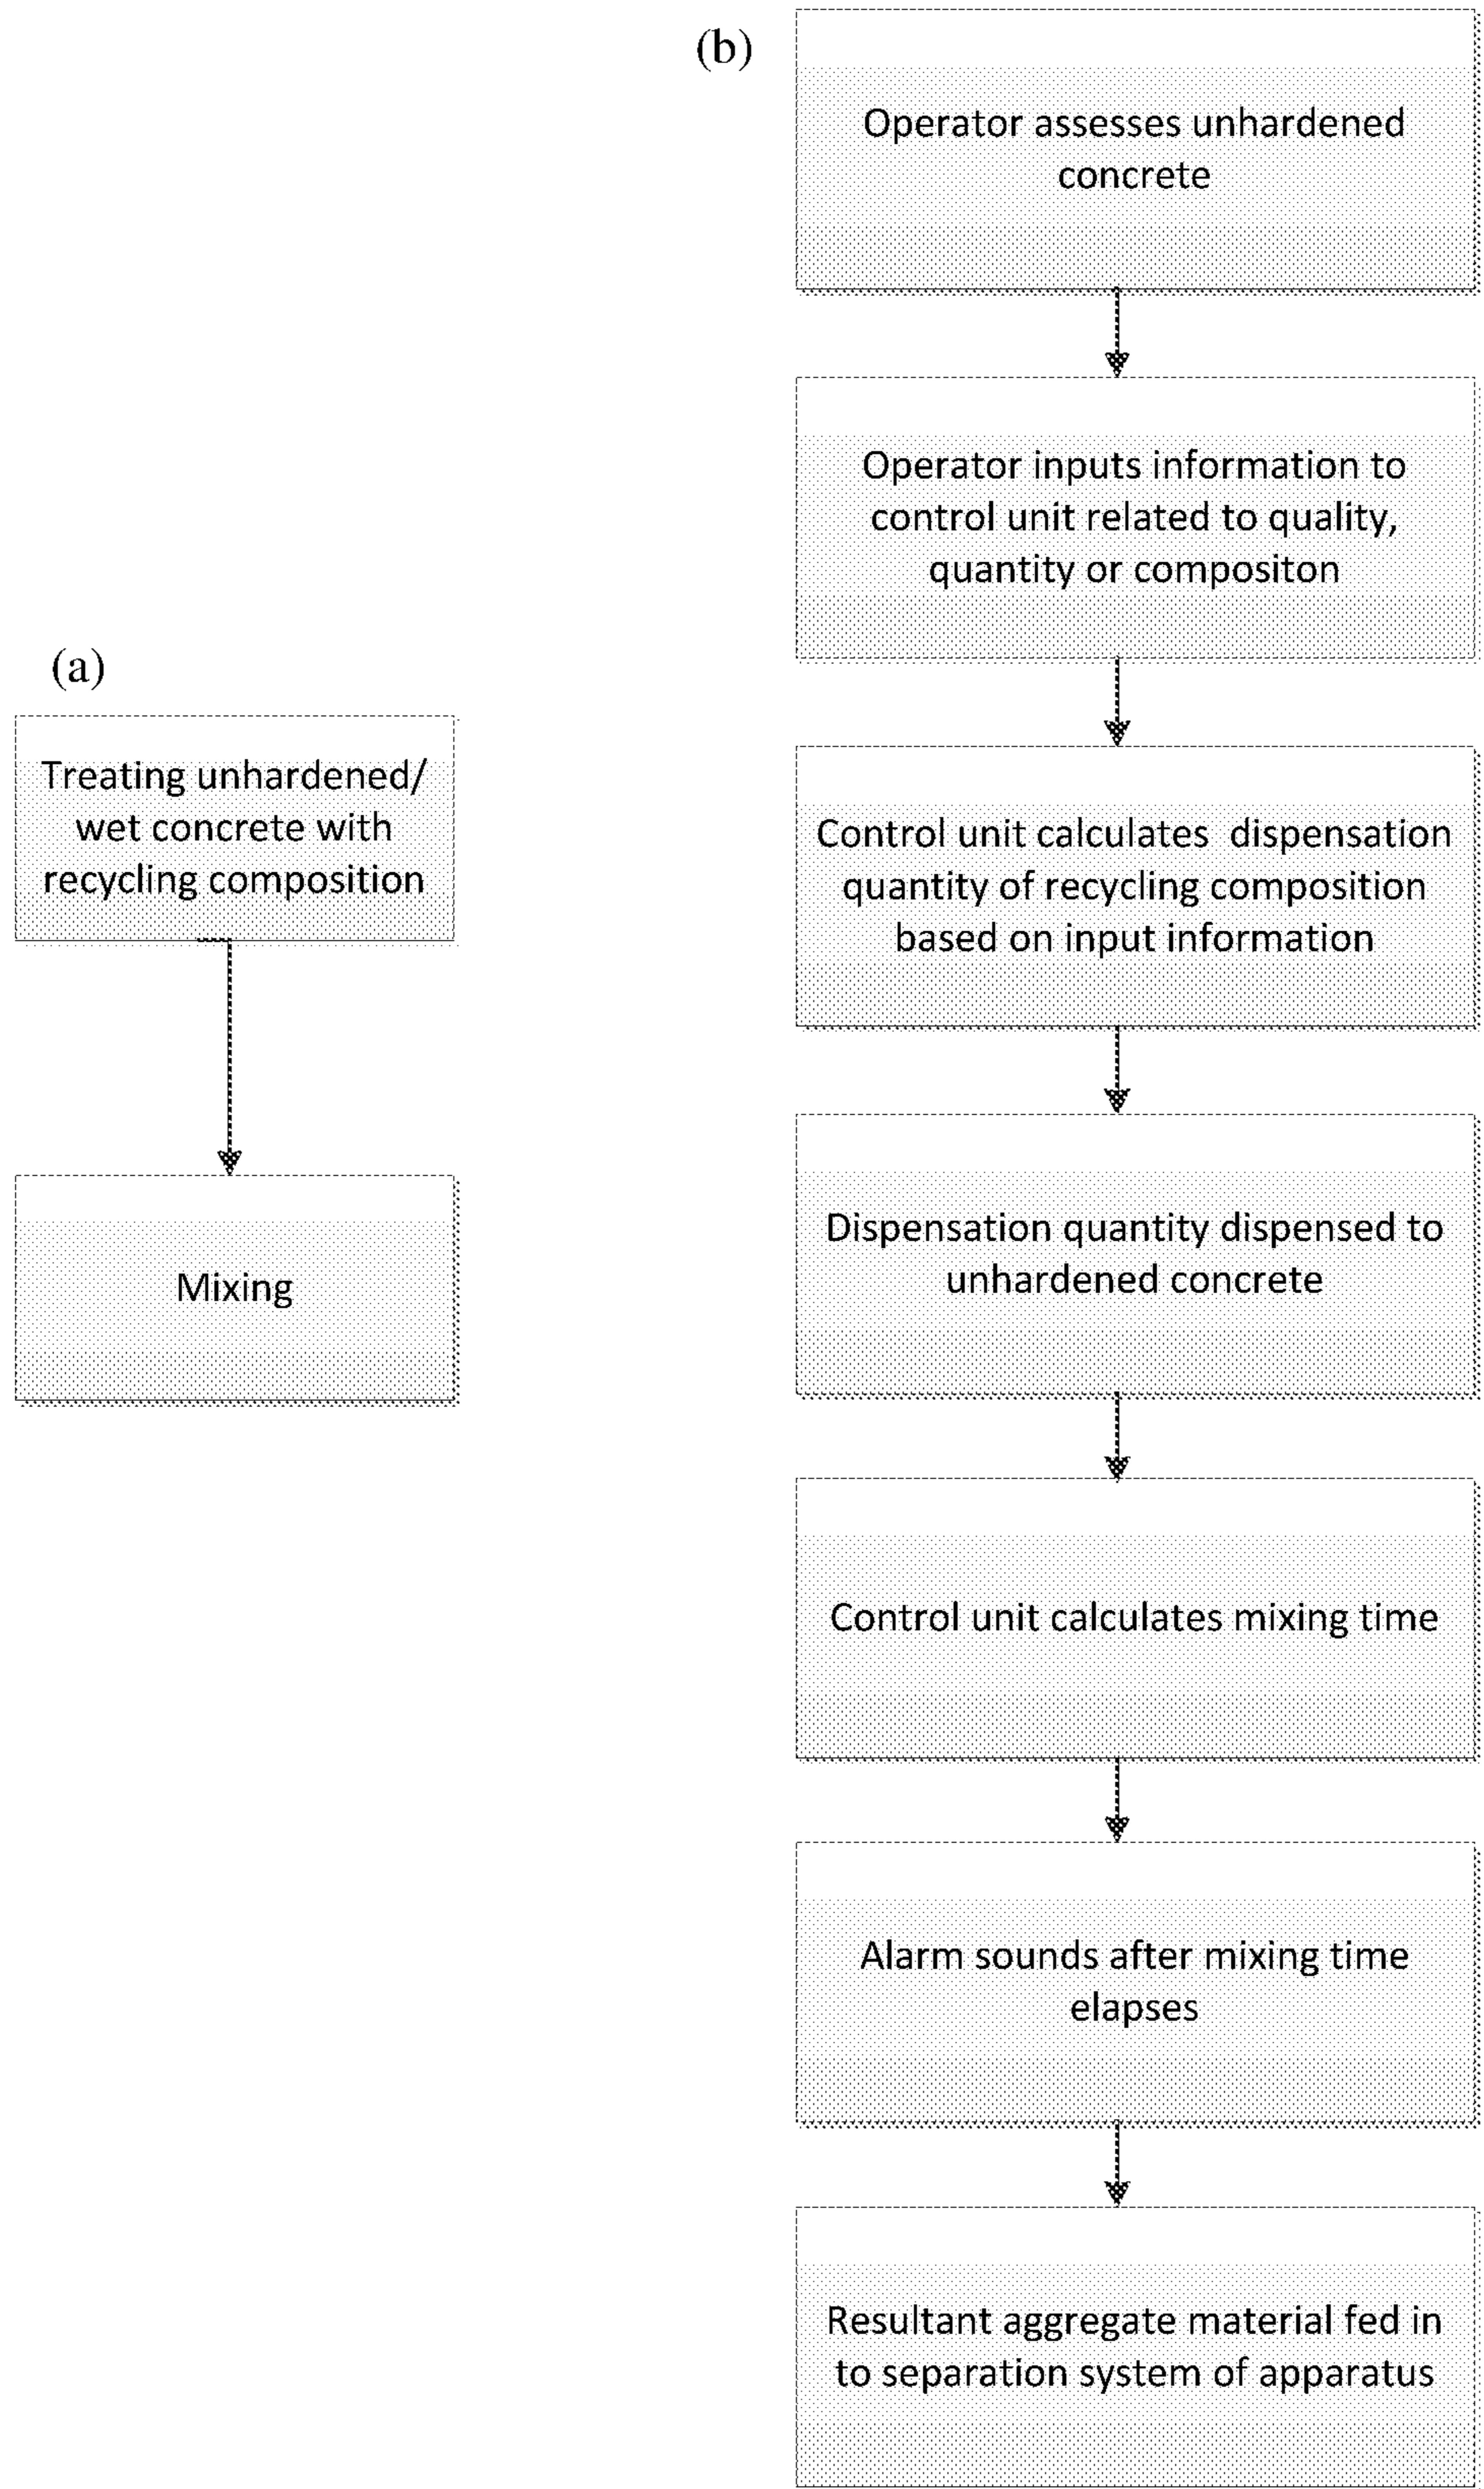 (a)
Treating unhardened/
wet concrete with
recycling composition
Mixing
(b)
Operator assesses unhardened
concrete
Operator inputs information to
control unit related to quality,
quantity or compositon
Control unit calculates dispensation
quantity of recycling composition
based on input information
Dispensation quantity dispensed to
unhardened concrete
Control unit calculates mixing time
Alarm sounds after mixing time
elapses
Resultant aggregate material fed in
to separation system of apparatus